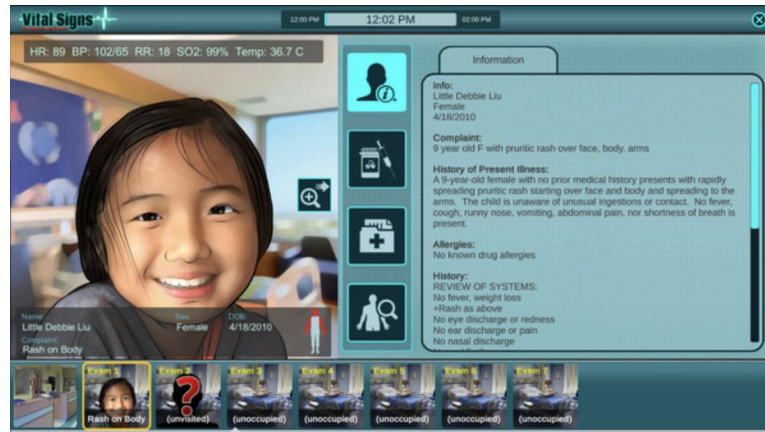 Vital Signs
12:00 PM
12:02 PM
02:00 PM
HR: 89 BP: 102/65 RR: 18 SO2: 99% Temp: 36.7 C
Information
Info:
Little Debbie Liu
Female
4/18/2010
Complaint:
9 year old F with pruritic rash over face, body, arms
History of Present Illness:
A 9-year-old female with no prior medical history presents with rapidly
spreading pruritic rash starting over face and body and spreading to the
arms. The child is unaware of unusual ingestions or contact. No fever,
cough, runny nose, vomiting, abdominal pain, nor shortness of breath is
present.
Allergies:
No known drug allergies
History:
REVIEW OF SYSTEMS:
No fever, weight loss
+Rash as above
No eye discharge or redness
No ear discharge or pain
No nasal discharge
Name:
Little Debbie Liu
Sex:
Female
DOB:
4/18/2010
Complaint:
Rash on Body
Exam 1
Rash on Body
Exam 2
?
(unvisited)
Exam 3
(unoccupied)
Exam 4
(unoccupied)
Exam 5
(unoccupied)
Exam 6
(unoccupied)
Exam 7
(unoccupied)